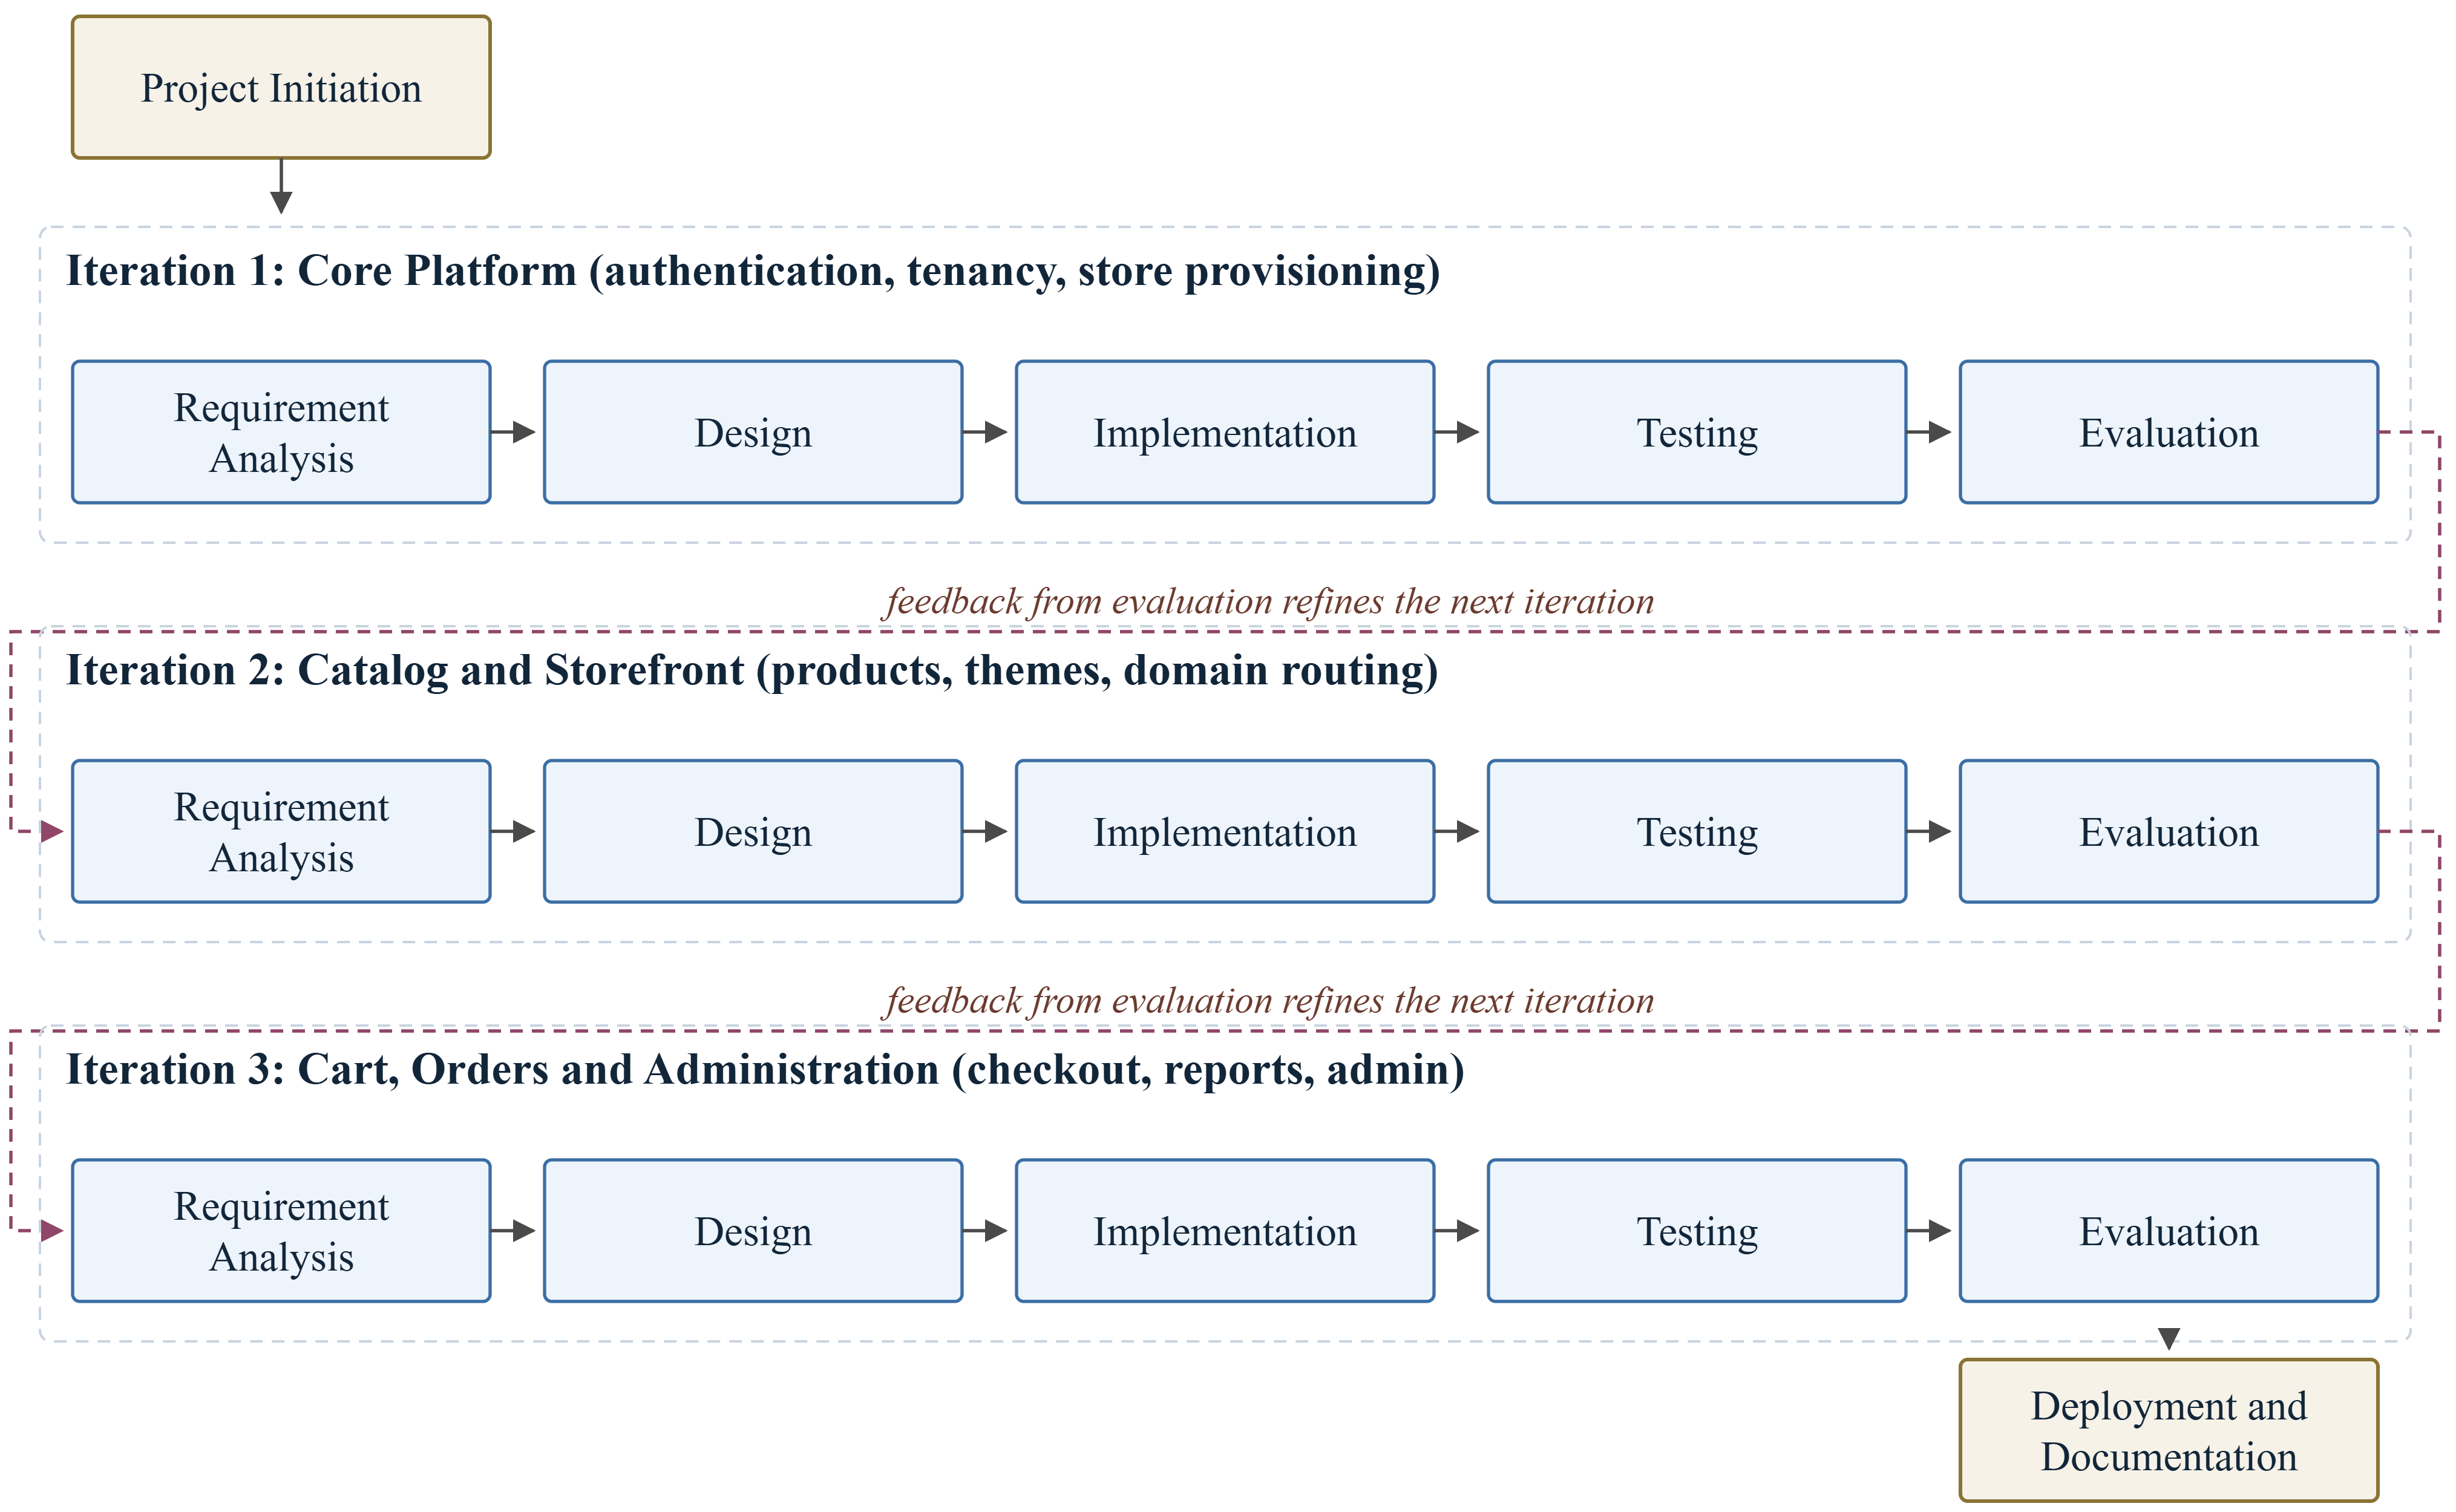 Project Initiation
Iteration 1: Core Platform (authentication, tenancy, store provisioning)
Requirement
Analysis
Design
Implementation
Testing
Evaluation
feedback from evaluation refines the next iteration
Iteration 2: Catalog and Storefront (products, themes, domain routing)
Requirement
Analysis
Design
Implementation
Testing
Evaluation
feedback from evaluation refines the next iteration
Iteration 3: Cart, Orders and Administration (checkout, reports, admin)
Requirement
Analysis
Design
Implementation
Testing
Evaluation
Deployment and
Documentation